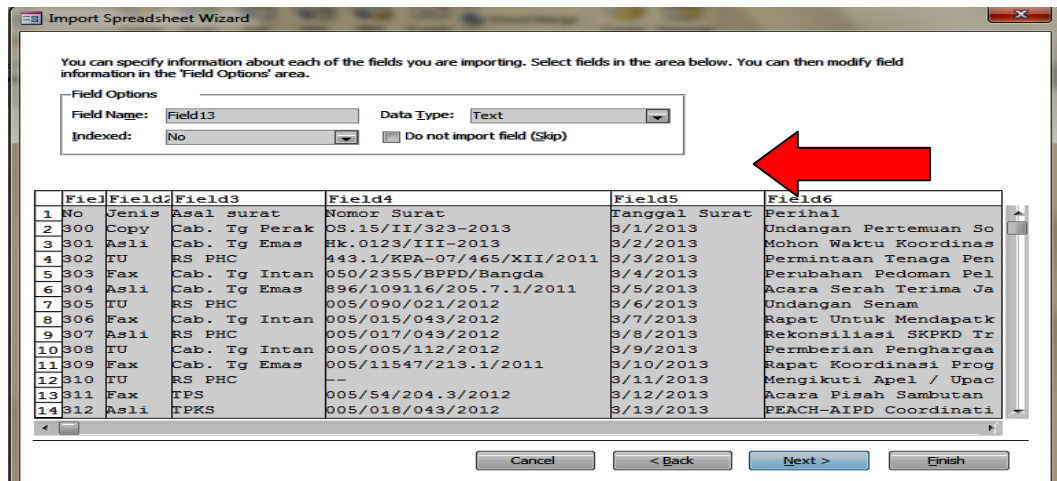 Import Spreadsheet Wizard
You can specify information about each of the fields you are importing. Select fields in the area below. You can then modify field
information in the 'Field Options' area.
Field Options
Field Name: Field13 Data Type: Text
Indexed: No Do not import field (Skip)
Fiel Field2 Field3 Field4 Field5 Field6
1 No Jenis Asal surat Nomor Surat Tanggal Surat Perihal
2 300 Copy Cab. Tg Perak OS.15/II/323-2013 3/1/2013 Undangan Pertemuan So
3 301 Asli Cab. Tg Emas Hk.0123/III-2013 3/2/2013 Mohon Waktu Koordinas
4 302 TU RS PHC 443.1/KPA-07/465/XII/2011 3/3/2013 Permintaan Tenaga Pen
5 303 Fax Cab. Tg Intan 050/2355/BPPD/Bangda 3/4/2013 Perubahan Pedoman Pel
6 304 Asli Cab. Tg Emas 896/109116/205.7.1/2011 3/5/2013 Acara Serah Terima Ja
7 305 TU RS PHC 005/090/021/2012 3/6/2013 Undangan Senam
8 306 Fax Cab. Tg Intan 005/015/043/2012 3/7/2013 Rapat Untuk Mendapatk
9 307 Asli RS PHC 005/017/043/2012 3/8/2013 Rekonsiliasi SKPKD Tr
10 308 TU Cab. Tg Intan 005/005/112/2012 3/9/2013 Permberian Penghargaa
11 309 Fax Cab. Tg Emas 005/11547/213.1/2011 3/10/2013 Rapat Koordinasi Prog
12 310 TU RS PHC -- 3/11/2013 Mengikuti Apel / Upac
13 311 Fax TPS 005/54/204.3/2012 3/12/2013 Acara Pisah Sambutan
14 312 Asli TPKS 005/018/043/2012 3/13/2013 PEACH-AIPD Coordinati
Cancel < Back Next > Finish